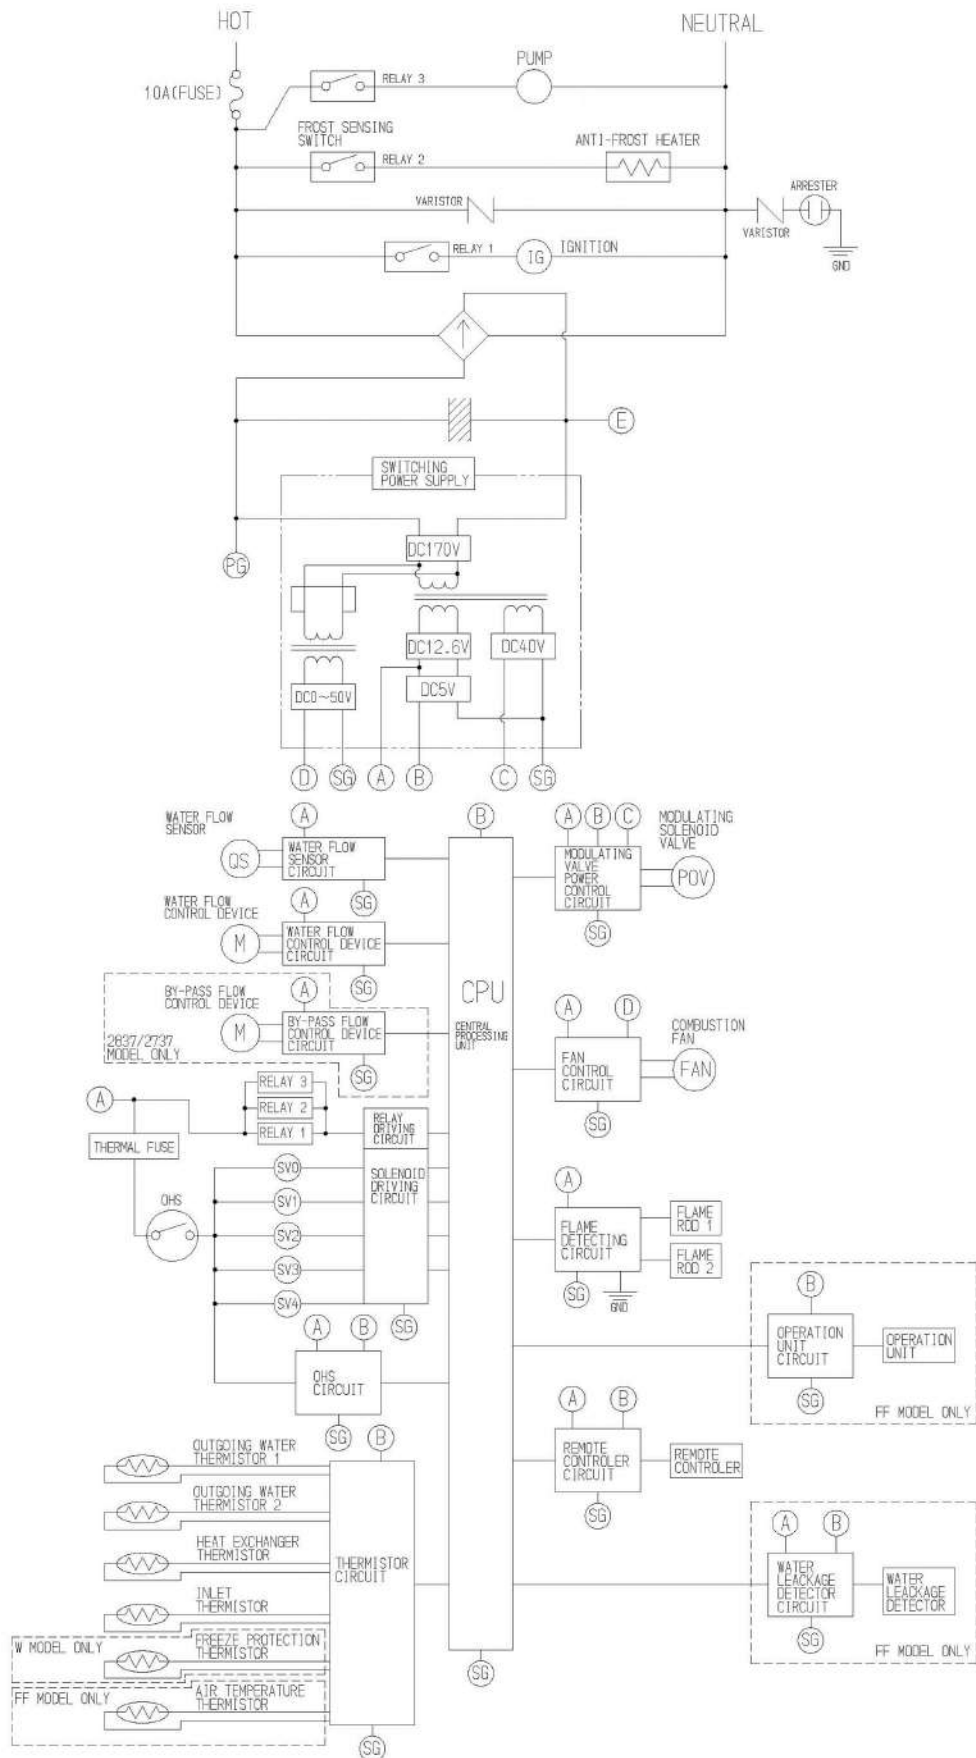 HOT
NEUTRAL
10A(FUSE)
RELAY 3
PUMP
FROST SENSING
SWITCH
RELAY 2
ANTI-FROST HEATER
VARISTOR
ARRESTER
VARISTOR
GND
RELAY 1
IG
IGNITION
E
SWITCHING
POWER SUPPLY
PG
DC170V
DC12.6V
DC40V
DC0~50V
DC5V
D
SG
A
B
C
SG
WATER FLOW
SENSOR
QS
A
WATER FLOW
SENSOR
CIRCUIT
SG
WATER FLOW
CONTROL DEVICE
M
A
WATER FLOW
CONTROL DEVICE
CIRCUIT
SG
BY-PASS FLOW
CONTROL DEVICE
M
A
BY-PASS FLOW
CONTROL DEVICE
CIRCUIT
SG
2637/2737
MODEL ONLY
B
CPU
CENTRAL
PROCESSING
UNIT
SG
A
B
C
MODULATING
VALVE
POWER
CONTROL
CIRCUIT
SG
MODULATING
SOLENOID
VALVE
POV
A
D
FAN
CONTROL
CIRCUIT
SG
COMBUSTION
FAN
FAN
A
RELAY 3
RELAY 2
RELAY 1
RELAY
DRIVING
CIRCUIT
THERMAL FUSE
OHS
SV0
SV1
SV2
SV3
SV4
SOLENOID
DRIVING
CIRCUIT
SG
A
FLAME
DETECTING
CIRCUIT
FLAME
ROD 1
FLAME
ROD 2
SG
GND
B
OPERATION
UNIT
CIRCUIT
OPERATION
UNIT
SG
FF MODEL ONLY
A
B
OHS
CIRCUIT
SG
A
B
REMOTE
CONTROLER
CIRCUIT
REMOTE
CONTROLER
SG
B
OUTGOING WATER
THERMISTOR 1
OUTGOING WATER
THERMISTOR 2
HEAT EXCHANGER
THERMISTOR
THERMISTOR
CIRCUIT
INLET
THERMISTOR
W MODEL ONLY
FREEZE PROTECTION
THERMISTOR
FF MODEL ONLY
AIR TEMPERATURE
THERMISTOR
SG
A
B
WATER
LEACKAGE
DETECTOR
CIRCUIT
WATER
LEACKAGE
DETECTOR
SG
FF MODEL ONLY